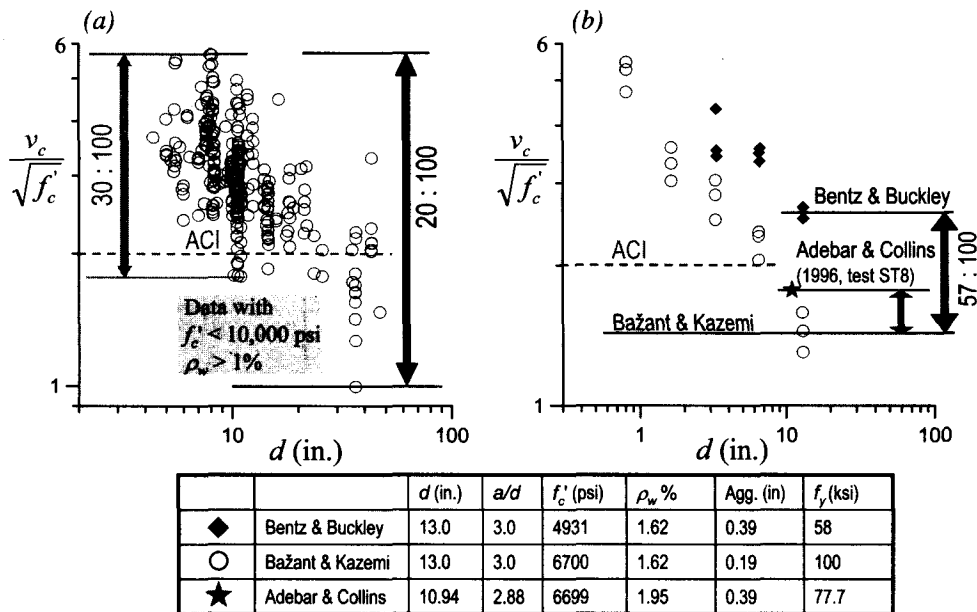 (a)
6
v_c
√f_c'
30 : 100
ACI
Data with
f_c' < 10,000 psi
ρ_w > 1%
20 : 100
1
10
100
d (in.)
(b)
6
v_c
√f_c'
ACI
Bentz & Buckley
Adebar & Collins
(1996, test ST8)
Bažant & Kazemi
57 : 100
1
1
10
100
d (in.)
d (in.) a/d f_c' (psi) ρ_w % Agg. (in) f_y (ksi)
Bentz & Buckley 13.0 3.0 4931 1.62 0.39 58
Bažant & Kazemi 13.0 3.0 6700 1.62 0.19 100
Adebar & Collins 10.94 2.88 6699 1.95 0.39 77.7